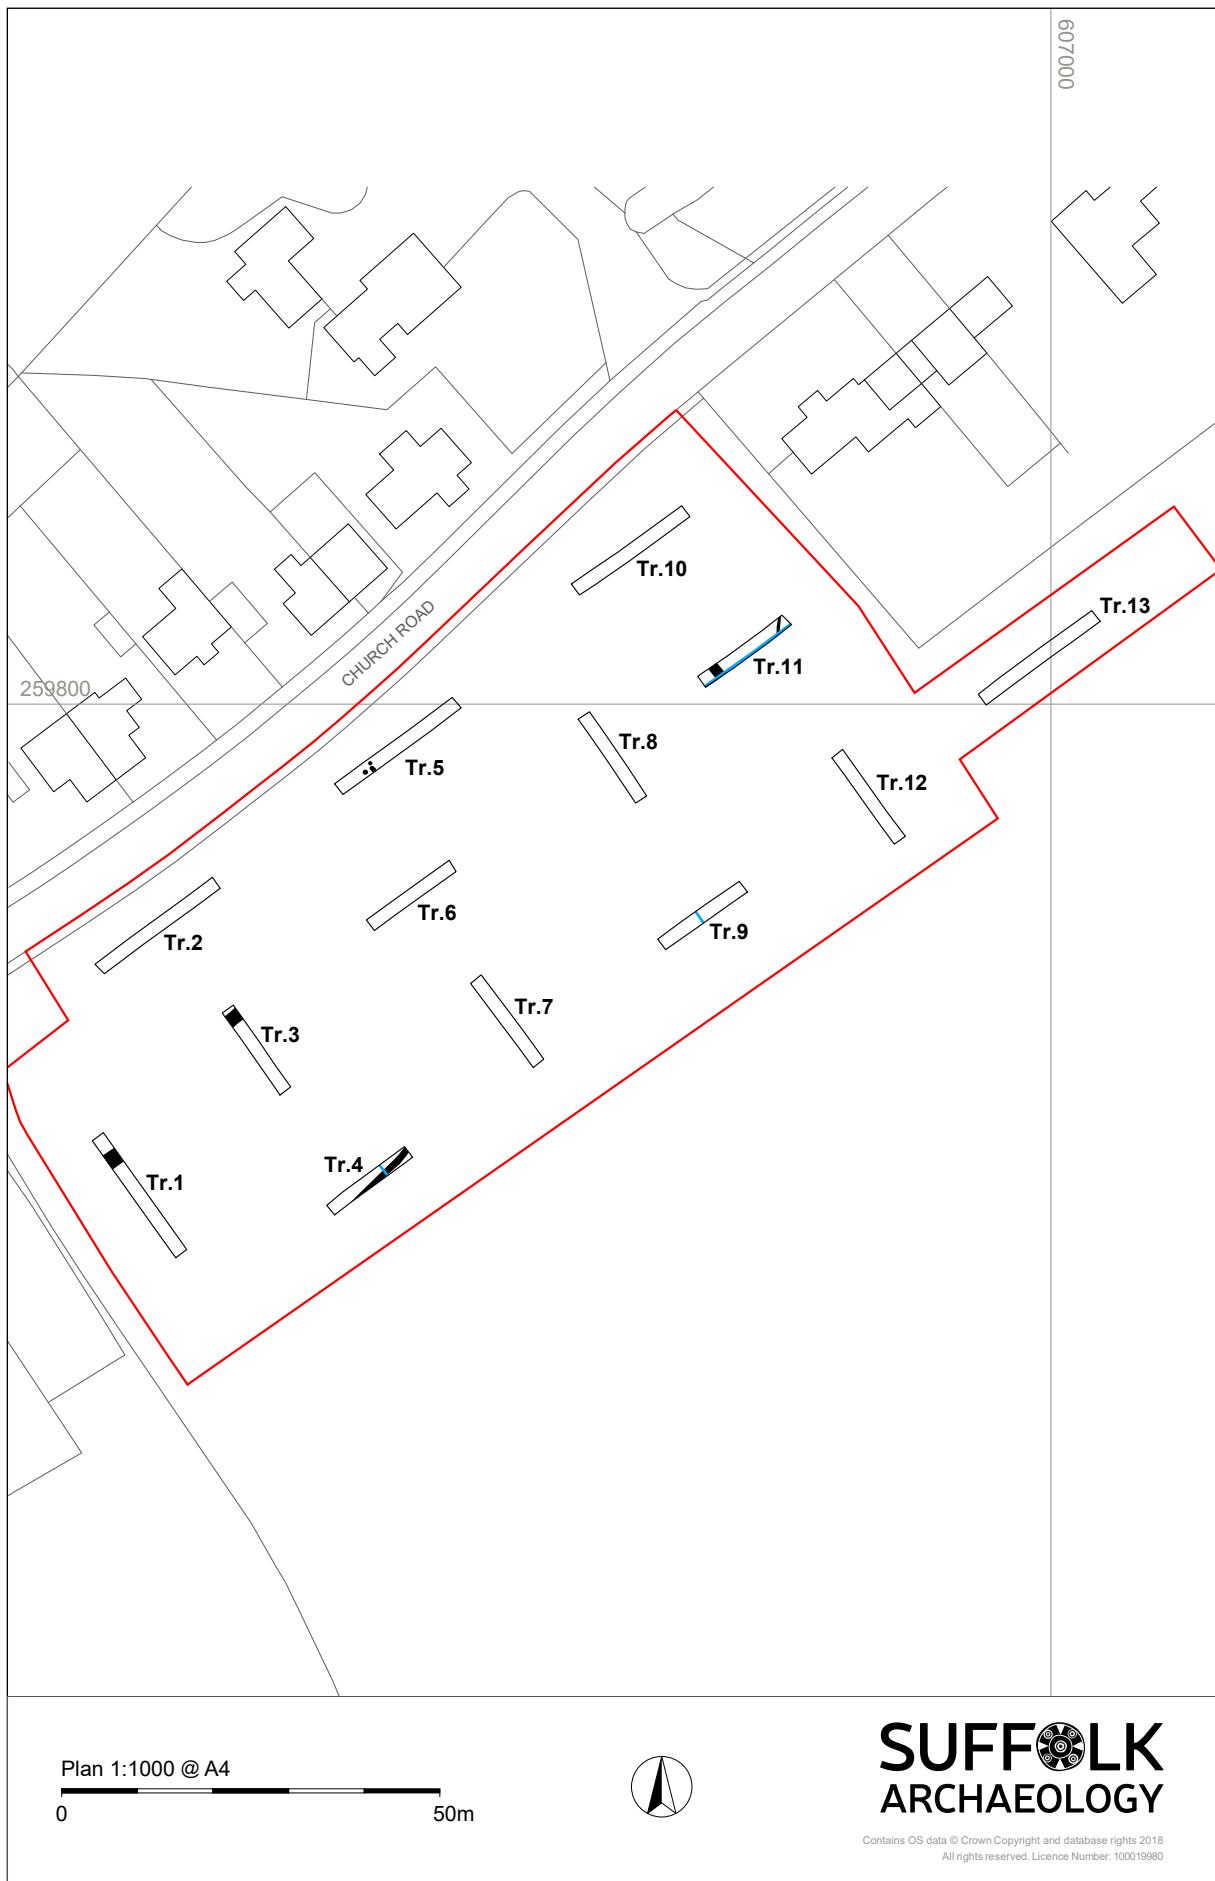 607000
Tr.10
Tr.13
CHURCH ROAD
Tr.11
259800
Tr.8
Tr.5
Tr.12
Tr.6
Tr.9
Tr.2
Tr.7
Tr.3
Tr.4
Tr.1
Plan 1:1000 @ A4
0 50m
SUFFOLK
ARCHAEOLOGY
Contains OS data © Crown Copyright and database rights 2018
All rights reserved. Licence Number: 100019980